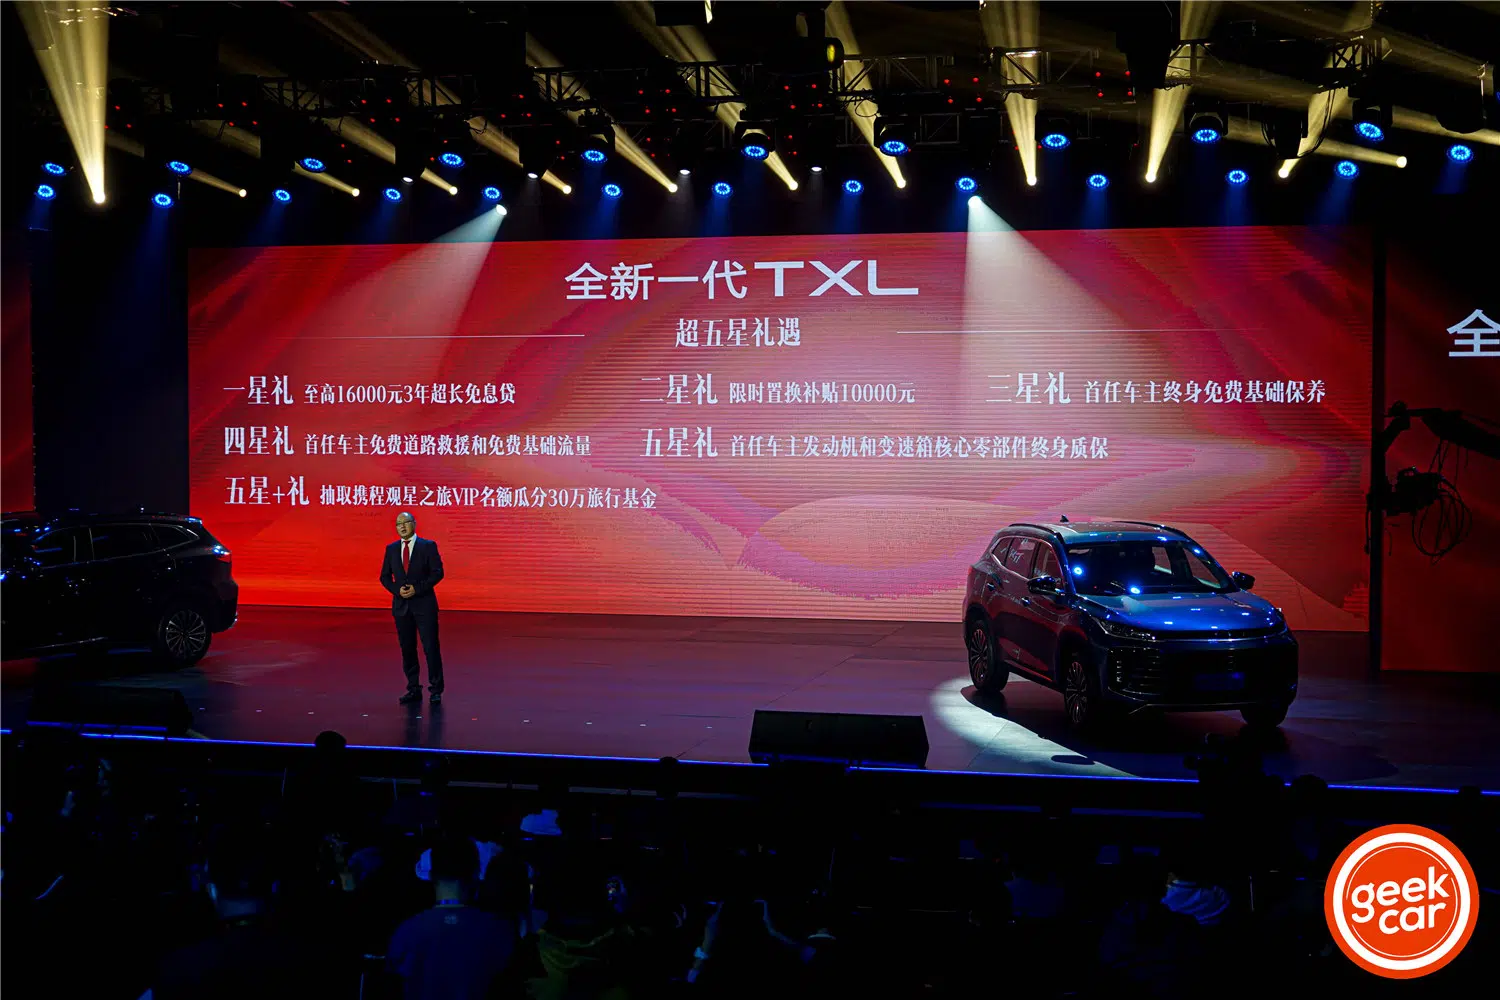 全新一代TXL
超五星礼遇
一星礼 至高16000元3年超长免息贷
二星礼 限时置换补贴10000元
三星礼 首任车主终身免费基础保养
四星礼 首任车主免费道路救援和免费基础流量
五星礼 首任车主发动机和变速箱核心零部件终身质保
五星+礼 抽取携程观星之旅VIP名额瓜分30万旅行基金
全
geek
car